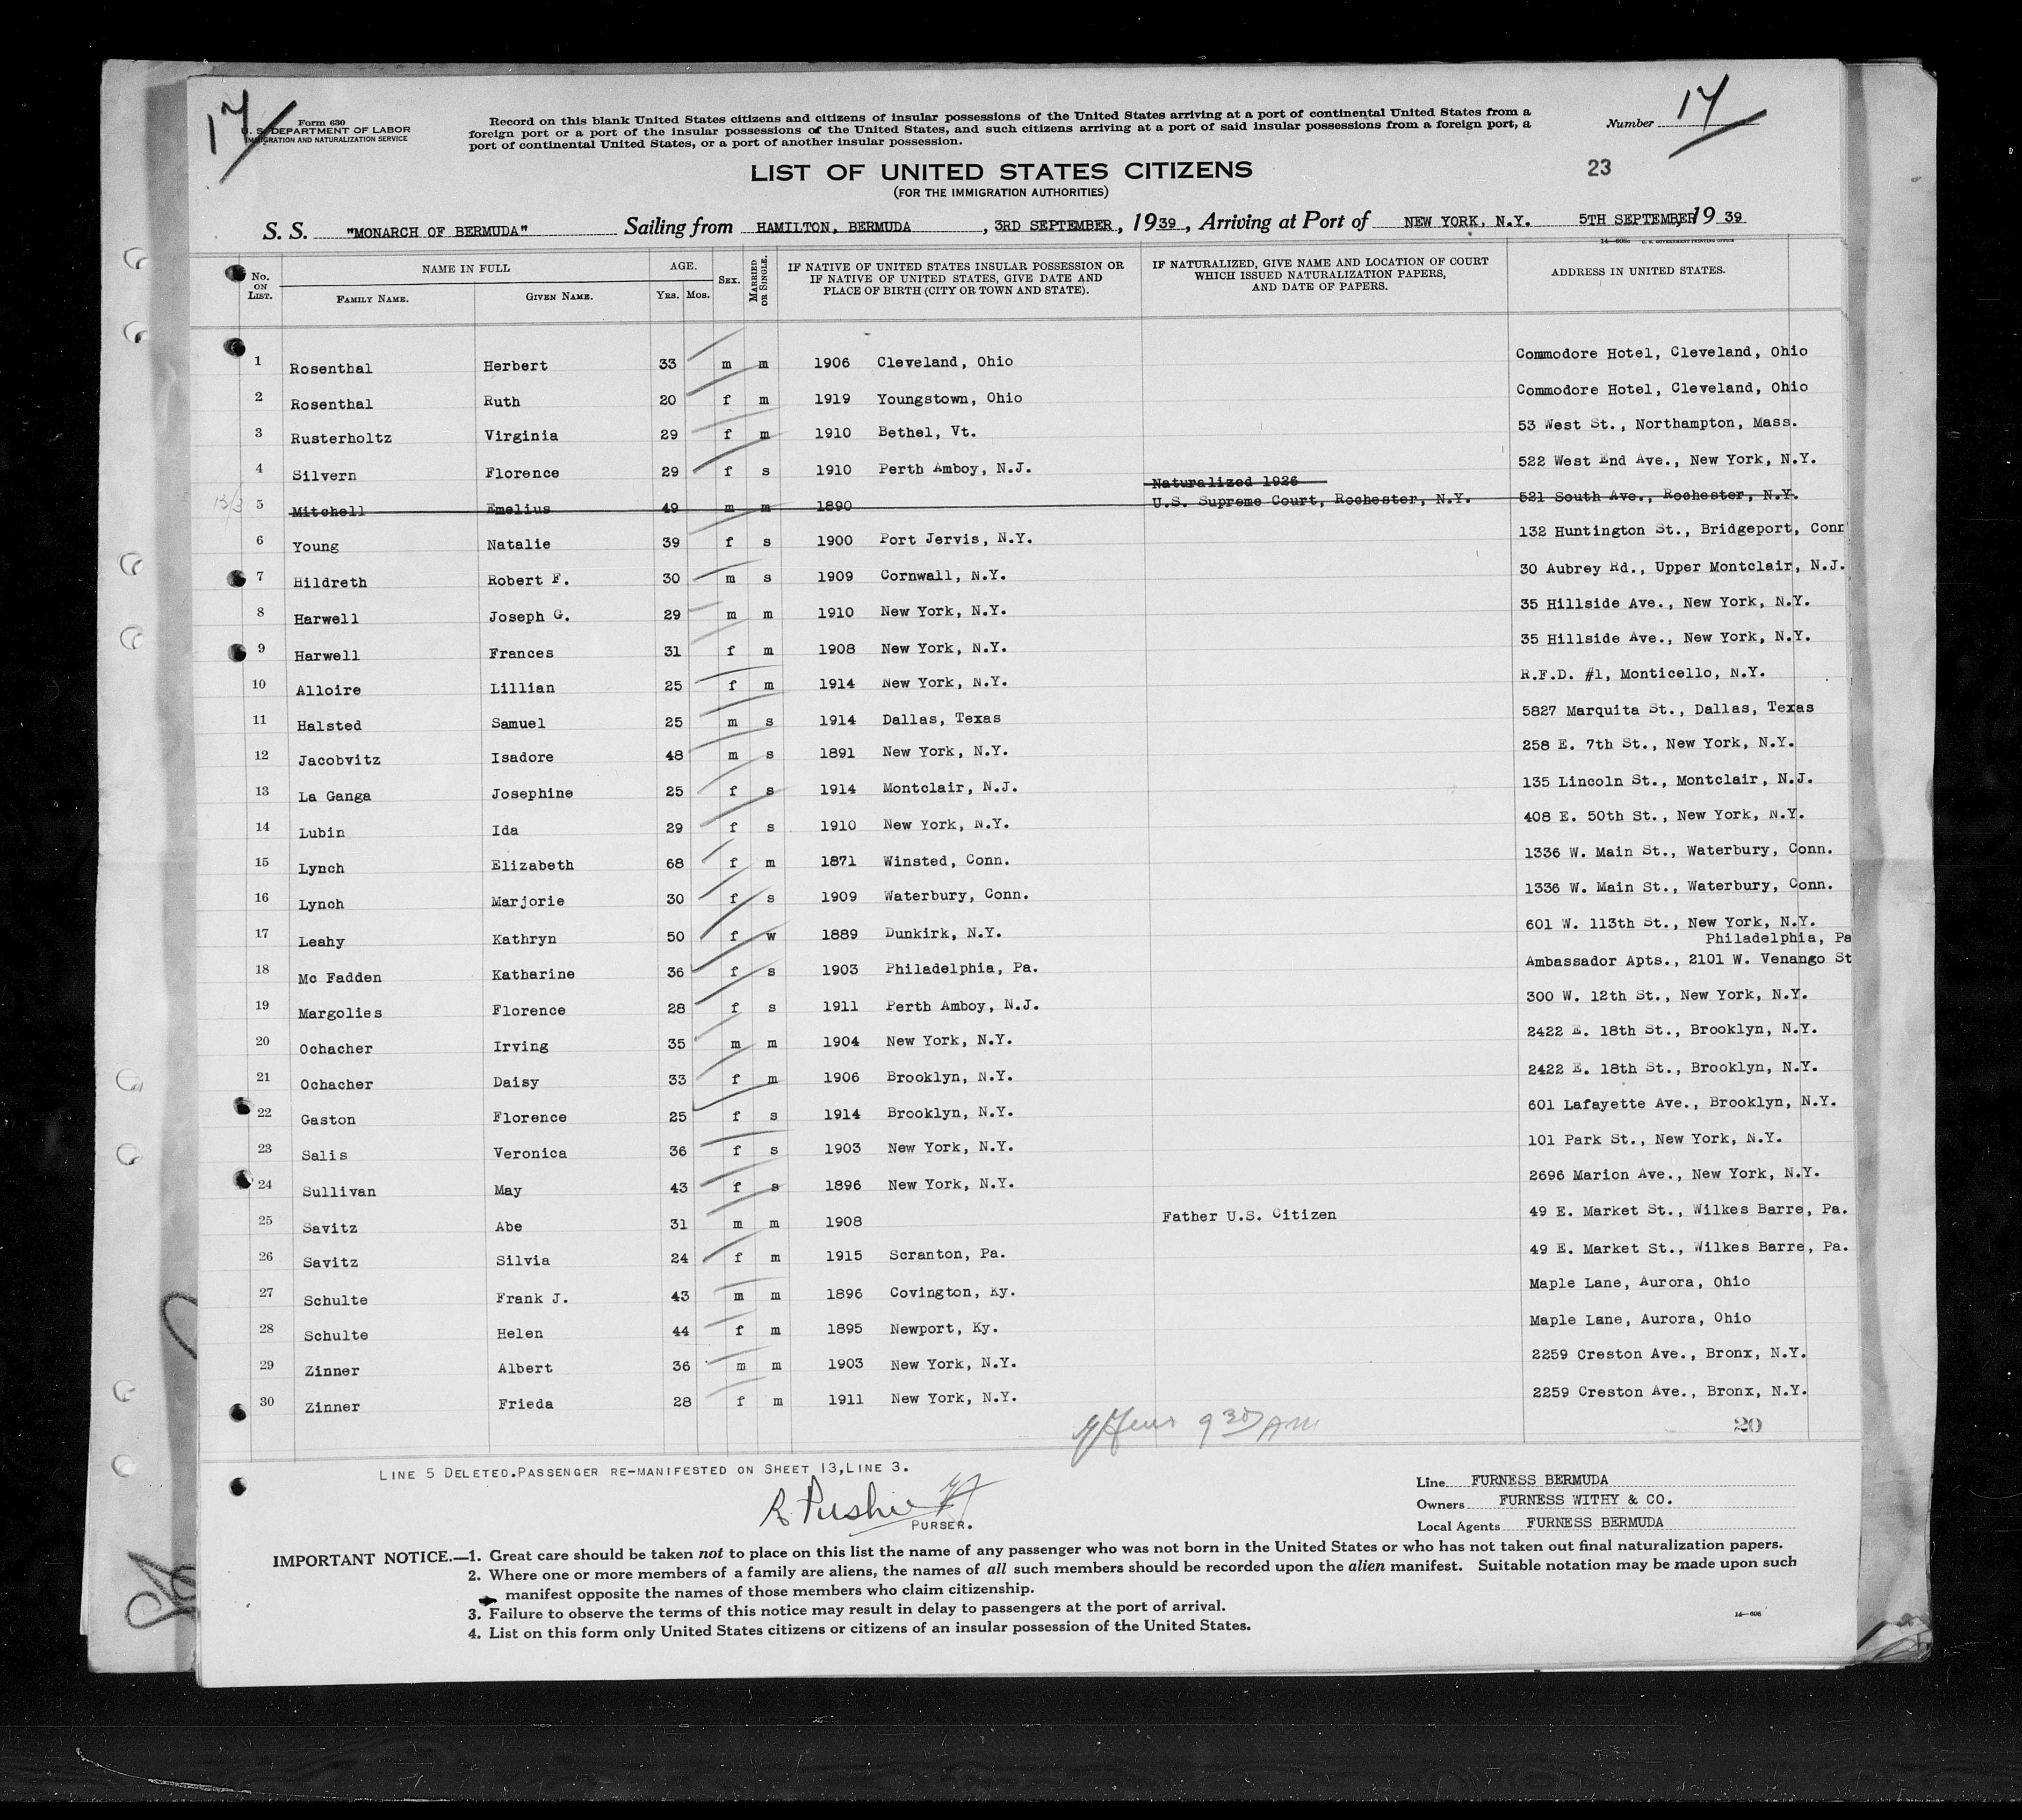 17
Form 630
U. S. DEPARTMENT OF LABOR
IMMIGRATION AND NATURALIZATION SERVICE
Record on this blank United States citizens and citizens of insular possessions of the United States arriving at a port of continental United States from a
foreign port or a port of the insular possessions of the United States, and such citizens arriving at a port of said insular possessions from a foreign port, a
port of continental United States, or a port of another insular possession.
Number 17
23
LIST OF UNITED STATES CITIZENS
(FOR THE IMMIGRATION AUTHORITIES)
S. S. "MONARCH OF BERMUDA" Sailing from HAMILTON, BERMUDA, 3RD SEPTEMBER, 1939, Arriving at Port of NEW YORK, N.Y. 5TH SEPTEMBER, 1939
14—606a U. S. GOVERNMENT PRINTING OFFICE
No. ON LIST. NAME IN FULL FAMILY NAME. GIVEN NAME. AGE. YRS. MOS. SEX. MARRIED OR SINGLE. IF NATIVE OF UNITED STATES INSULAR POSSESSION OR IF NATIVE OF UNITED STATES, GIVE DATE AND PLACE OF BIRTH (CITY OR TOWN AND STATE). IF NATURALIZED, GIVE NAME AND LOCATION OF COURT WHICH ISSUED NATURALIZATION PAPERS, AND DATE OF PAPERS. ADDRESS IN UNITED STATES.
1 Rosenthal Herbert 33 m m 1906 Cleveland, Ohio Commodore Hotel, Cleveland, Ohio
2 Rosenthal Ruth 20 f m 1919 Youngstown, Ohio Commodore Hotel, Cleveland, Ohio
3 Rusterholtz Virginia 29 f m 1910 Bethel, Vt. 53 West St., Northampton, Mass.
4 Silvern Florence 29 f s 1910 Perth Amboy, N.J. 522 West End Ave., New York, N.Y.
Naturalized 1926
13/3 5 Mitchell Emelius 49 m m 1890 U.S. Supreme Court, Rochester, N.Y. 521 South Ave., Rochester, N.Y.
6 Young Natalie 39 f s 1900 Port Jervis, N.Y. 132 Huntington St., Bridgeport, Conn
7 Hildreth Robert F. 30 m s 1909 Cornwall, N.Y. 30 Aubrey Rd., Upper Montclair, N.J.
8 Harwell Joseph G. 29 m m 1910 New York, N.Y. 35 Hillside Ave., New York, N.Y.
9 Harwell Frances 31 f m 1908 New York, N.Y. 35 Hillside Ave., New York, N.Y.
10 Alloire Lillian 25 f m 1914 New York, N.Y. R.F.D. #1, Monticello, N.Y.
11 Halsted Samuel 25 m s 1914 Dallas, Texas 5827 Marquita St., Dallas, Texas
12 Jacobvitz Isadore 48 m s 1891 New York, N.Y. 258 E. 7th St., New York, N.Y.
13 La Ganga Josephine 25 f s 1914 Montclair, N.J. 135 Lincoln St., Montclair, N.J.
14 Lubin Ida 29 f s 1910 New York, N.Y. 408 E. 50th St., New York, N.Y.
15 Lynch Elizabeth 68 f m 1871 Winsted, Conn. 1336 W. Main St., Waterbury, Conn.
16 Lynch Marjorie 30 f s 1909 Waterbury, Conn. 1336 W. Main St., Waterbury, Conn.
17 Leahy Kathryn 50 f w 1889 Dunkirk, N.Y. 601 W. 113th St., New York, N.Y.
Philadelphia, Pa
18 Mc Fadden Katharine 36 f s 1903 Philadelphia, Pa. Ambassador Apts., 2101 W. Venango St
19 Margolies Florence 28 f s 1911 Perth Amboy, N.J. 300 W. 12th St., New York, N.Y.
20 Ochacher Irving 35 m m 1904 New York, N.Y. 2422 E. 18th St., Brooklyn, N.Y.
21 Ochacher Daisy 33 f m 1906 Brooklyn, N.Y. 2422 E. 18th St., Brooklyn, N.Y.
22 Gaston Florence 25 f s 1914 Brooklyn, N.Y. 601 Lafayette Ave., Brooklyn, N.Y.
23 Salis Veronica 36 f s 1903 New York, N.Y. 101 Park St., New York, N.Y.
24 Sullivan May 43 f s 1896 New York, N.Y. 2696 Marion Ave., New York, N.Y.
25 Savitz Abe 31 m m 1908 Father U.S. Citizen 49 E. Market St., Wilkes Barre, Pa.
26 Savitz Silvia 24 f m 1915 Scranton, Pa. 49 E. Market St., Wilkes Barre, Pa.
27 Schulte Frank J. 43 m m 1896 Covington, Ky. Maple Lane, Aurora, Ohio
28 Schulte Helen 44 f m 1895 Newport, Ky. Maple Lane, Aurora, Ohio
29 Zinner Albert 36 m m 1903 New York, N.Y. 2259 Creston Ave., Bronx, N.Y.
30 Zinner Frieda 28 f m 1911 New York, N.Y. 2259 Creston Ave., Bronx, N.Y.
9 30 AM
20
LINE 5 DELETED.PASSENGER RE-MANIFESTED ON SHEET 13,LINE 3.
PURSER.
Line FURNESS BERMUDA
Owners FURNESS WITHY & CO.
Local Agents FURNESS BERMUDA
IMPORTANT NOTICE.—1. Great care should be taken not to place on this list the name of any passenger who was not born in the United States or who has not taken out final naturalization papers.
2. Where one or more members of a family are aliens, the names of all such members should be recorded upon the alien manifest. Suitable notation may be made upon such
manifest opposite the names of those members who claim citizenship.
3. Failure to observe the terms of this notice may result in delay to passengers at the port of arrival.
4. List on this form only United States citizens or citizens of an insular possession of the United States.
14—606